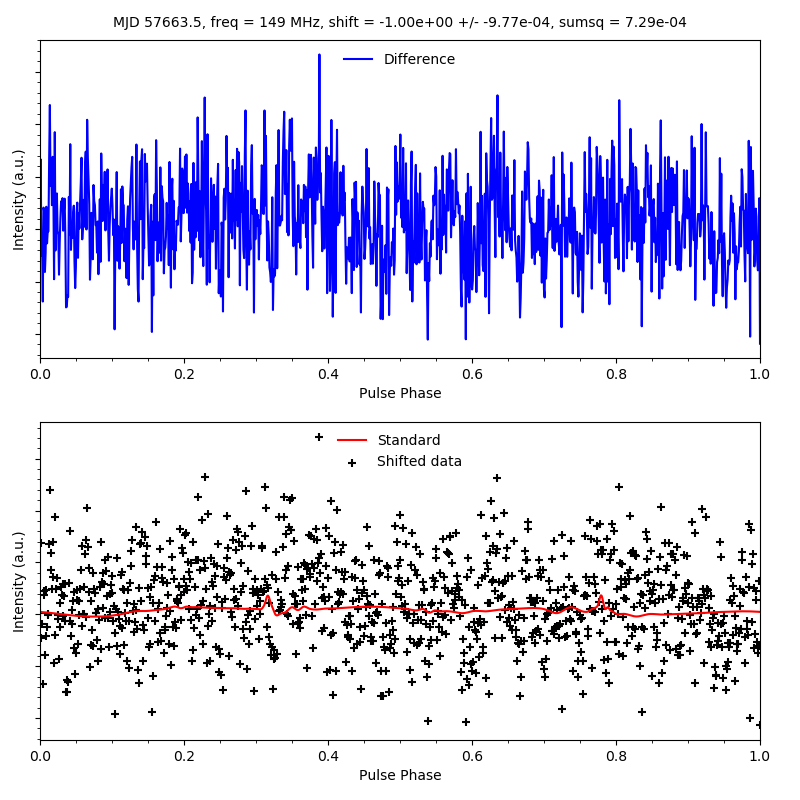 MJD 57663.5, freq = 149 MHz, shift = -1.00e+00 +/- -9.77e-04, sumsq = 7.29e-04
Difference
Intensity (a.u.)
0.0 0.2 0.4 0.6 0.8 1.0
Pulse Phase
Standard
Shifted data
Intensity (a.u.)
0.0 0.2 0.4 0.6 0.8 1.0
Pulse Phase